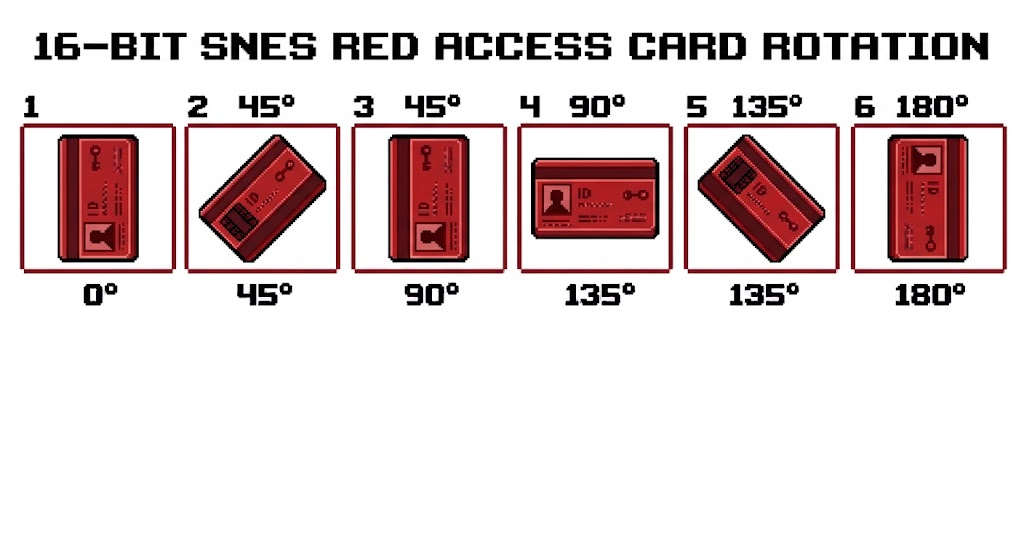 16-BIT SNES RED ACCESS CARD ROTATION
1
2 45°
3 45°
4 90°
5 135°
6 180°
ID
ID
ID
ID
ID
ID
0°
45°
90°
135°
135°
180°